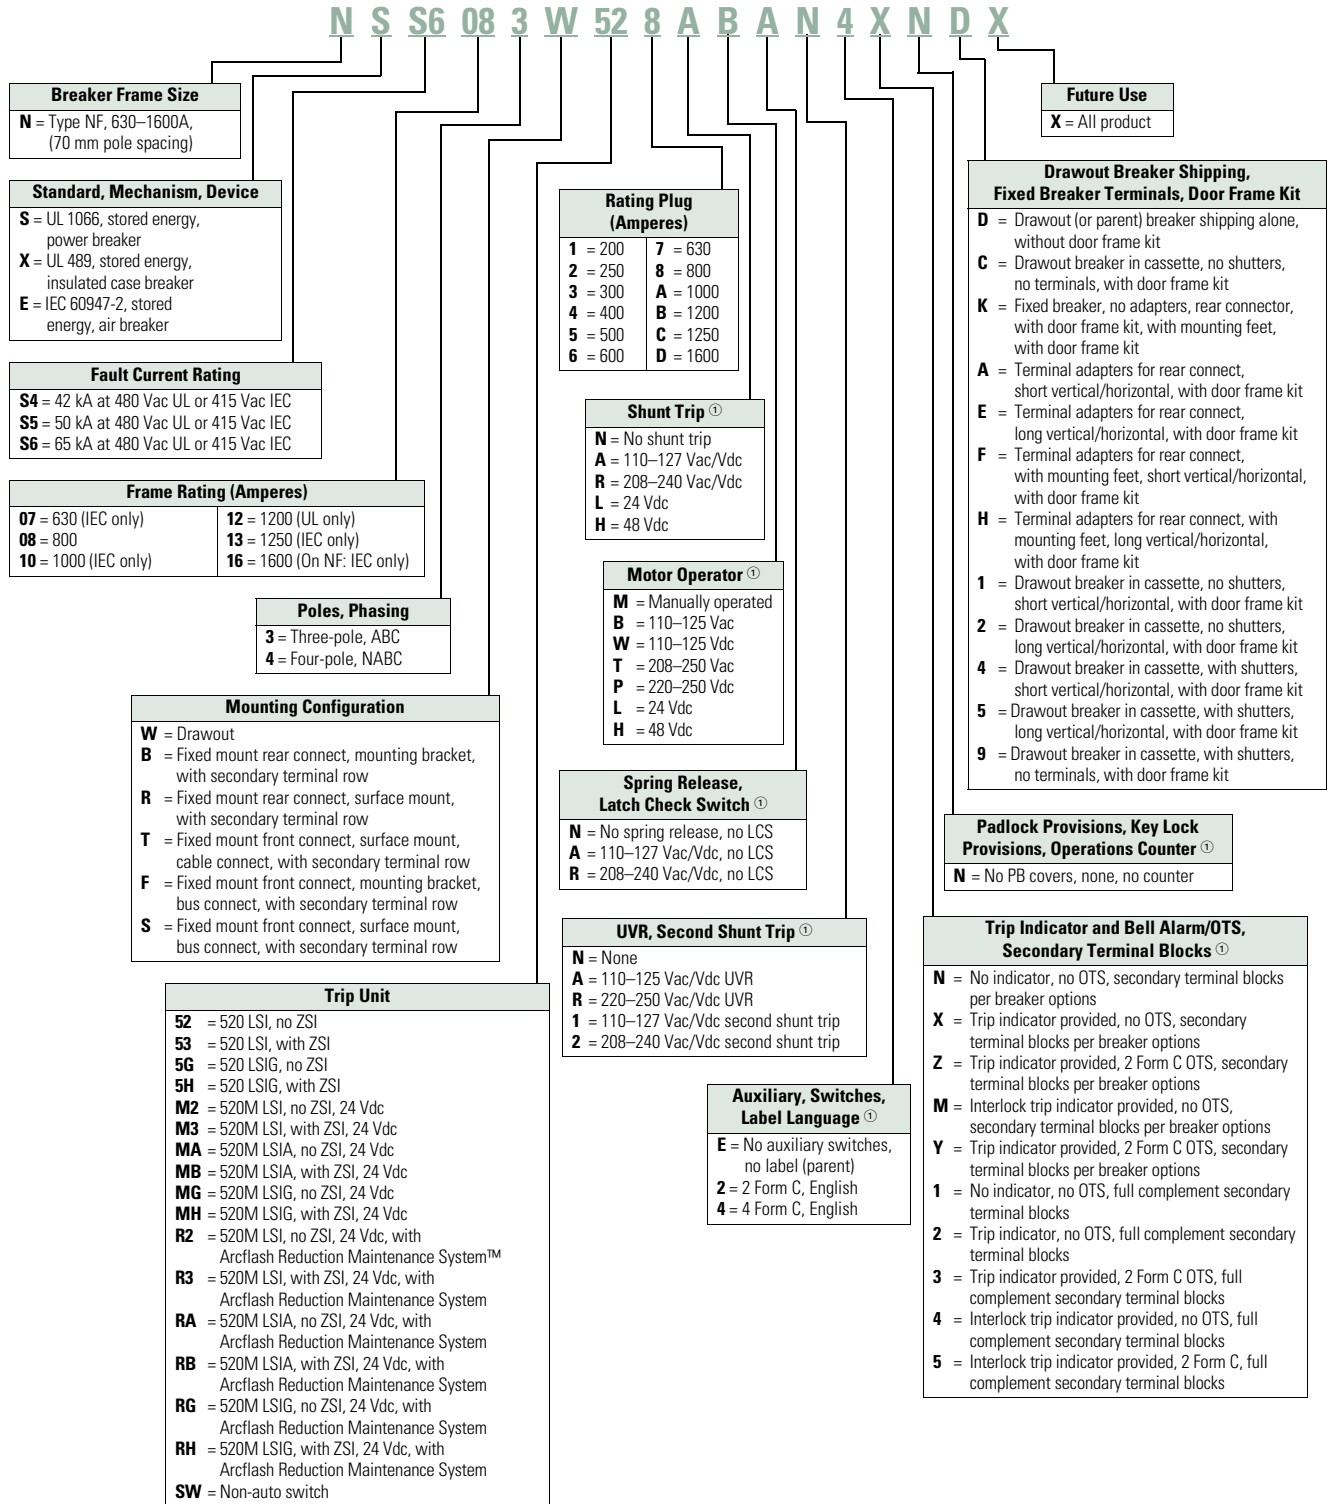 N S S6 08 3 W 52 8 A B A N 4 X N D X
Breaker Frame Size
N = Type NF, 630–1600A,
(70 mm pole spacing)
Standard, Mechanism, Device
S = UL 1066, stored energy,
power breaker
X = UL 489, stored energy,
insulated case breaker
E = IEC 60947-2, stored
energy, air breaker
Fault Current Rating
S4 = 42 kA at 480 Vac UL or 415 Vac IEC
S5 = 50 kA at 480 Vac UL or 415 Vac IEC
S6 = 65 kA at 480 Vac UL or 415 Vac IEC
Frame Rating (Amperes)
07 = 630 (IEC only)
08 = 800
10 = 1000 (IEC only)
12 = 1200 (UL only)
13 = 1250 (IEC only)
16 = 1600 (On NF: IEC only)
Poles, Phasing
3 = Three-pole, ABC
4 = Four-pole, NABC
Mounting Configuration
W = Drawout
B = Fixed mount rear connect, mounting bracket,
with secondary terminal row
R = Fixed mount rear connect, surface mount,
with secondary terminal row
T = Fixed mount front connect, surface mount,
cable connect, with secondary terminal row
F = Fixed mount front connect, mounting bracket,
bus connect, with secondary terminal row
S = Fixed mount front connect, surface mount,
bus connect, with secondary terminal row
Trip Unit
52 = 520 LSI, no ZSI
53 = 520 LSI, with ZSI
5G = 520 LSIG, no ZSI
5H = 520 LSIG, with ZSI
M2 = 520M LSI, no ZSI, 24 Vdc
M3 = 520M LSI, with ZSI, 24 Vdc
MA = 520M LSIA, no ZSI, 24 Vdc
MB = 520M LSIA, with ZSI, 24 Vdc
MG = 520M LSIG, no ZSI, 24 Vdc
MH = 520M LSIG, with ZSI, 24 Vdc
R2 = 520M LSI, no ZSI, 24 Vdc, with
Arcflash Reduction Maintenance System™
R3 = 520M LSI, with ZSI, 24 Vdc, with
Arcflash Reduction Maintenance System
RA = 520M LSIA, no ZSI, 24 Vdc, with
Arcflash Reduction Maintenance System
RB = 520M LSIA, with ZSI, 24 Vdc, with
Arcflash Reduction Maintenance System
RG = 520M LSIG, no ZSI, 24 Vdc, with
Arcflash Reduction Maintenance System
RH = 520M LSIG, with ZSI, 24 Vdc, with
Arcflash Reduction Maintenance System
SW = Non-auto switch
Rating Plug
(Amperes)
1 = 200
2 = 250
3 = 300
4 = 400
5 = 500
6 = 600
7 = 630
8 = 800
A = 1000
B = 1200
C = 1250
D = 1600
Shunt Trip ①
N = No shunt trip
A = 110–127 Vac/Vdc
R = 208–240 Vac/Vdc
L = 24 Vdc
H = 48 Vdc
Motor Operator ①
M = Manually operated
B = 110–125 Vac
W = 110–125 Vdc
T = 208–250 Vac
P = 220–250 Vdc
L = 24 Vdc
H = 48 Vdc
Spring Release,
Latch Check Switch ①
N = No spring release, no LCS
A = 110–127 Vac/Vdc, no LCS
R = 208–240 Vac/Vdc, no LCS
UVR, Second Shunt Trip ①
N = None
A = 110–125 Vac/Vdc UVR
R = 220–250 Vac/Vdc UVR
1 = 110–127 Vac/Vdc second shunt trip
2 = 208–240 Vac/Vdc second shunt trip
Auxiliary, Switches,
Label Language ①
E = No auxiliary switches,
no label (parent)
2 = 2 Form C, English
4 = 4 Form C, English
Future Use
X = All product
Drawout Breaker Shipping,
Fixed Breaker Terminals, Door Frame Kit
D = Drawout (or parent) breaker shipping alone,
without door frame kit
C = Drawout breaker in cassette, no shutters,
no terminals, with door frame kit
K = Fixed breaker, no adapters, rear connector,
with door frame kit, with mounting feet,
with door frame kit
A = Terminal adapters for rear connect,
short vertical/horizontal, with door frame kit
E = Terminal adapters for rear connect,
long vertical/horizontal, with door frame kit
F = Terminal adapters for rear connect,
with mounting feet, short vertical/horizontal,
with door frame kit
H = Terminal adapters for rear connect, with
mounting feet, long vertical/horizontal,
with door frame kit
1 = Drawout breaker in cassette, no shutters,
short vertical/horizontal, with door frame kit
2 = Drawout breaker in cassette, no shutters,
long vertical/horizontal, with door frame kit
4 = Drawout breaker in cassette, with shutters,
short vertical/horizontal, with door frame kit
5 = Drawout breaker in cassette, with shutters,
long vertical/horizontal, with door frame kit
9 = Drawout breaker in cassette, with shutters,
no terminals, with door frame kit
Padlock Provisions, Key Lock
Provisions, Operations Counter ①
N = No PB covers, none, no counter
Trip Indicator and Bell Alarm/OTS,
Secondary Terminal Blocks ①
N = No indicator, no OTS, secondary terminal blocks
per breaker options
X = Trip indicator provided, no OTS, secondary
terminal blocks per breaker options
Z = Trip indicator provided, 2 Form C OTS, secondary
terminal blocks per breaker options
M = Interlock trip indicator provided, no OTS,
secondary terminal blocks per breaker options
Y = Trip indicator provided, 2 Form C OTS, secondary
terminal blocks per breaker options
1 = No indicator, no OTS, full complement secondary
terminal blocks
2 = Trip indicator, no OTS, full complement secondary
terminal blocks
3 = Trip indicator provided, 2 Form C OTS, full
complement secondary terminal blocks
4 = Interlock trip indicator provided, no OTS, full
complement secondary terminal blocks
5 = Interlock trip indicator provided, 2 Form C, full
complement secondary terminal blocks